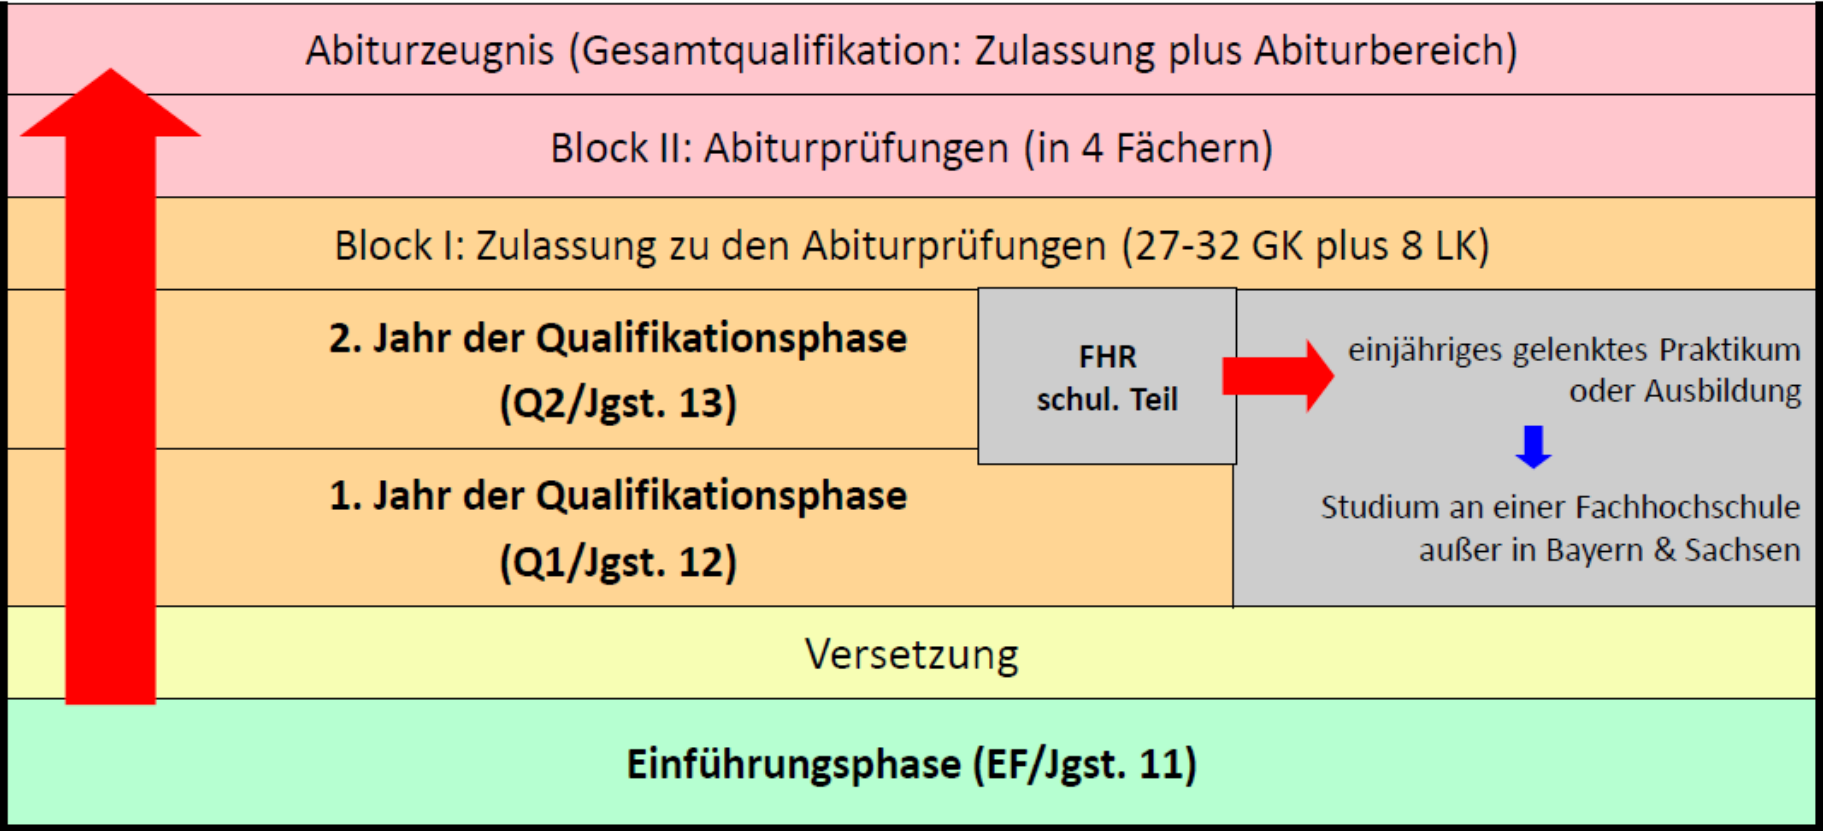 Abiturzeugnis (Gesamtqualifikation: Zulassung plus Abiturbereich)
Block II: Abiturprüfungen (in 4 Fächern)
Block I: Zulassung zu den Abiturprüfungen (27-32 GK plus 8 LK)
2. Jahr der Qualifikationsphase
(Q2/Jgst. 13)
FHR
schul. Teil
einjähriges gelenktes Praktikum
oder Ausbildung
1. Jahr der Qualifikationsphase
(Q1/Jgst. 12)
Studium an einer Fachhochschule
außer in Bayern & Sachsen
Versetzung
Einführungsphase (EF/Jgst. 11)